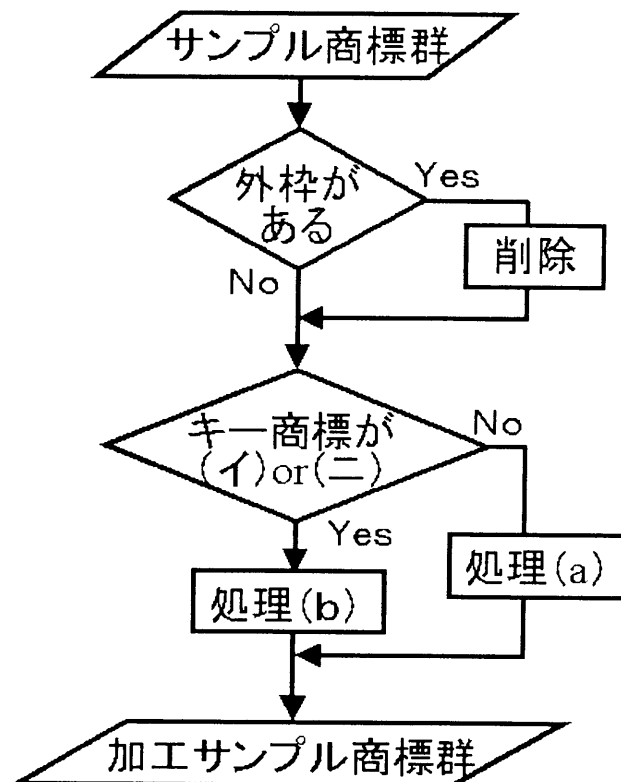 サンプル商標群
外枠が
ある
Yes
削除
No
キー商標が
(イ)or(ニ)
No
Yes
処理(a)
処理(b)
加工サンプル商標群